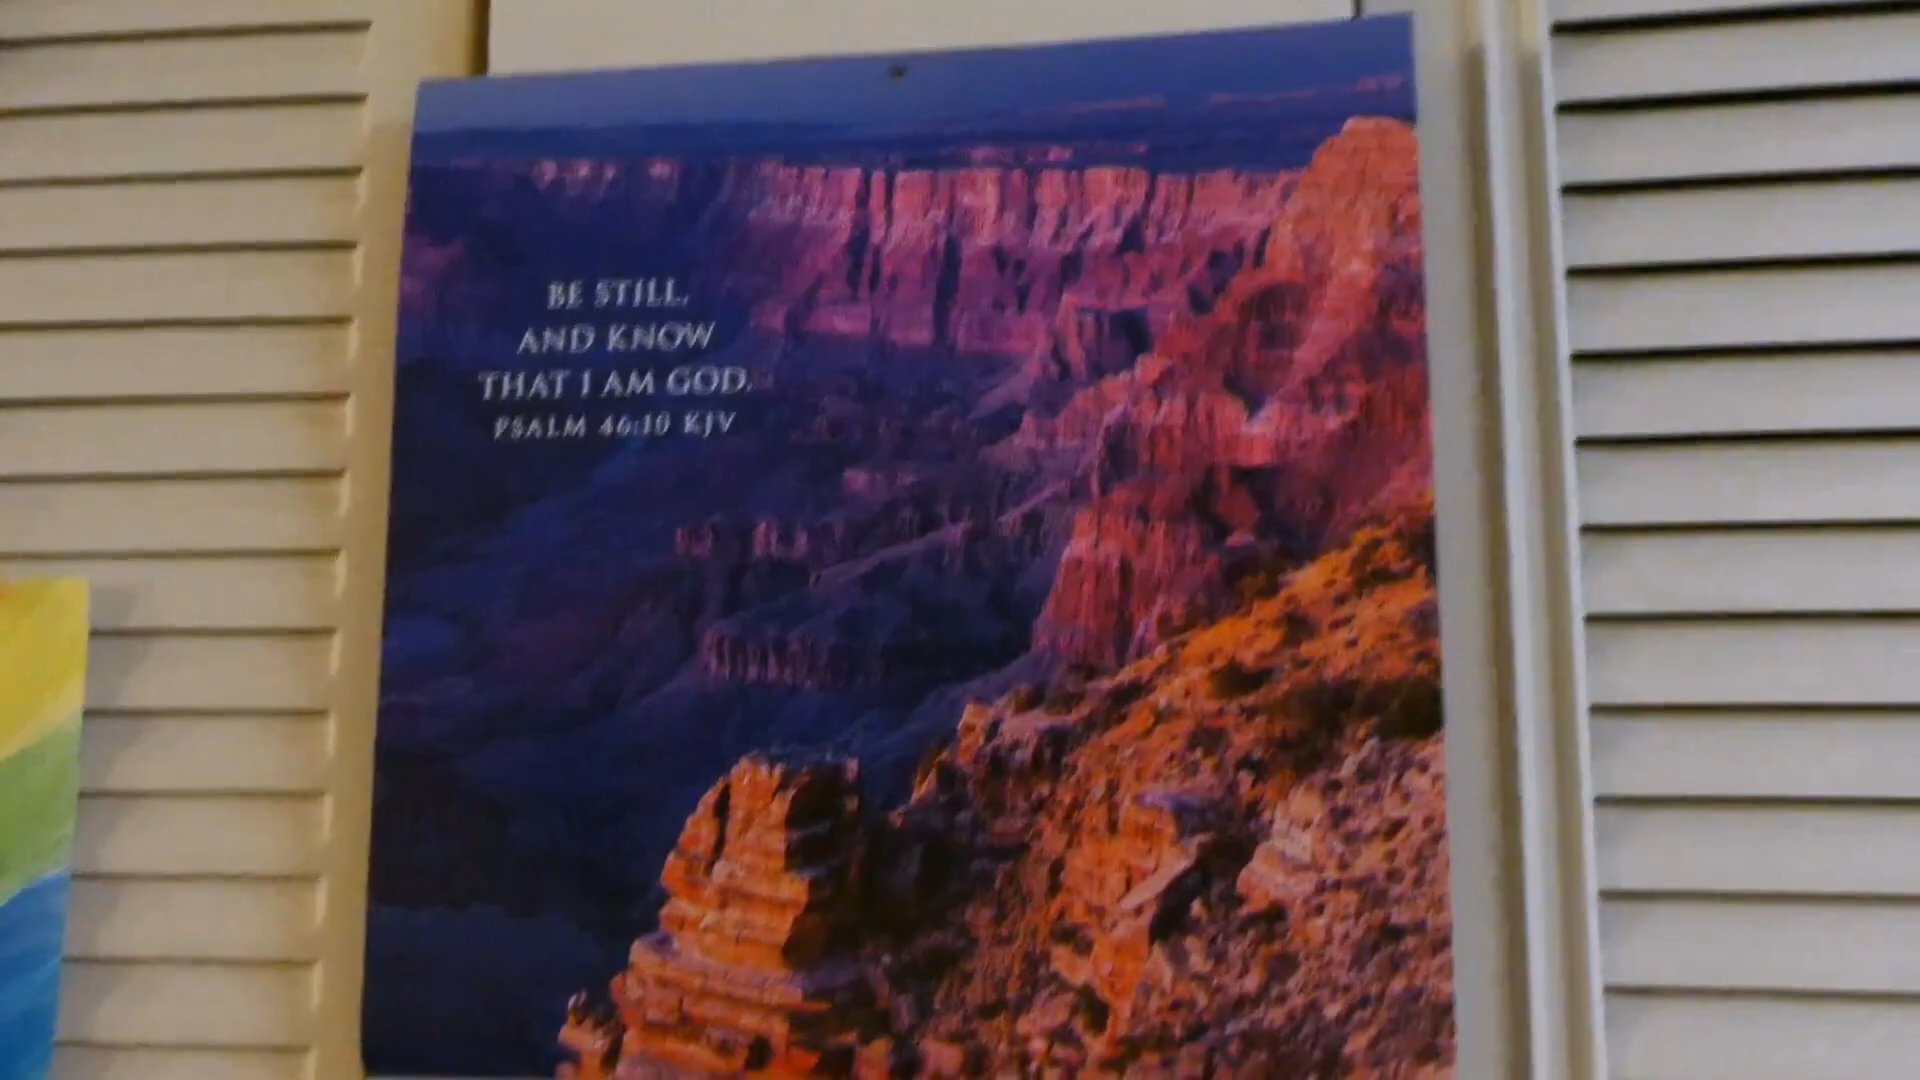 BE STILL,
AND KNOW
THAT I AM GOD.
PSALM 46:10 KJV